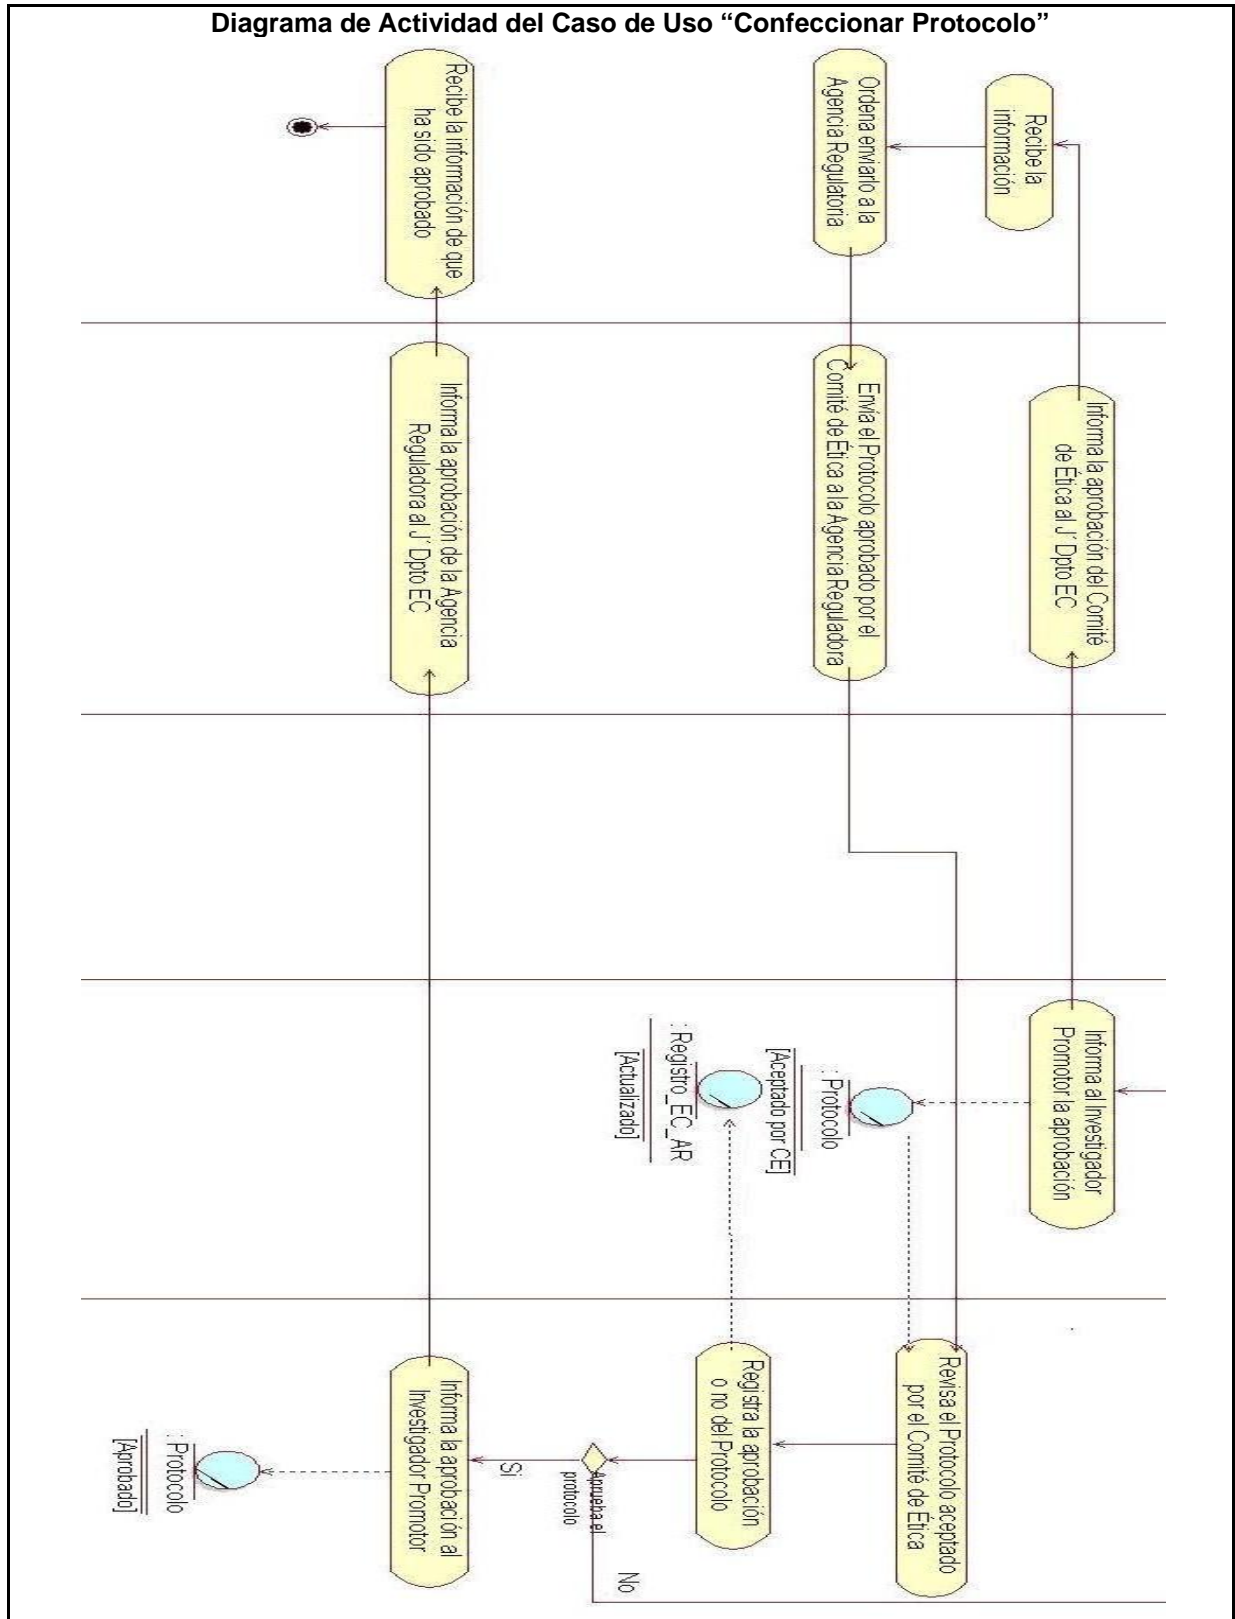 Diagrama de Actividad del Caso de Uso “Confeccionar Protocolo”
Recibe la
información
Ordena enviarlo a la
Agencia Regulatoria
Recibe la información de que
ha sido aprobado
Informa la aprobación del Comité
de Ética al J´ Dpto EC
Envía el Protocolo aprobado por el
Comité de Ética a la Agencia Reguladora
Informa la aprobación de la Agencia
Reguladora al J´ Dpto EC
Informa al Investigador
Promotor la aprobación
: Protocolo
[Aceptado por CE]
: Registro_EC_AR
[Actualizado]
Revisa el Protocolo aceptado
por el Comité de Ética
Registra la aprobación
o no del Protocolo
Aprueba el
protocolo
No
Si
Informa la aprobación al
Investigador Promotor
: Protocolo
[Aprobado]